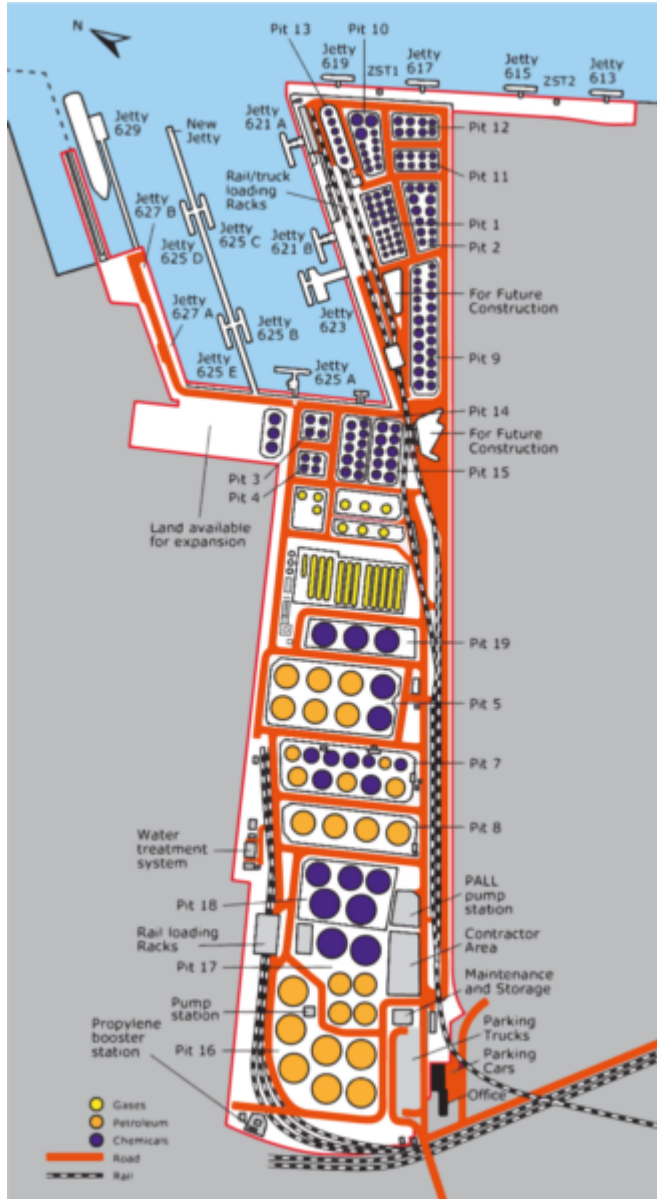 N
Pit 13
Pit 10
Jetty
619
ZST1
Jetty
617
Jetty
615
ZST2
Jetty
613
Jetty
629
New
Jetty
Jetty
621 A
Pit 12
Rail/truck
loading
Racks
Pit 11
Jetty
627 B
Jetty
625 D
Jetty
625 C
Jetty
621 B
Pit 1
Pit 2
Jetty
623
For Future
Construction
Jetty
627 A
Jetty
625 B
Jetty
625 E
Jetty
625 A
Pit 9
Pit 14
For Future
Construction
Pit 3
Pit 4
Pit 15
Land available
for expansion
Pit 19
Pit 5
Pit 7
Pit 8
Water
treatment
system
Pit 18
PALL
pump
station
Rail loading
Racks
Contractor
Area
Pit 17
Maintenance
and Storage
Pump
station
Propylene
booster
station
Pit 16
Parking
Trucks
Parking
Cars
Office
Gases
Petroleum
Chemicals
Road
Rail